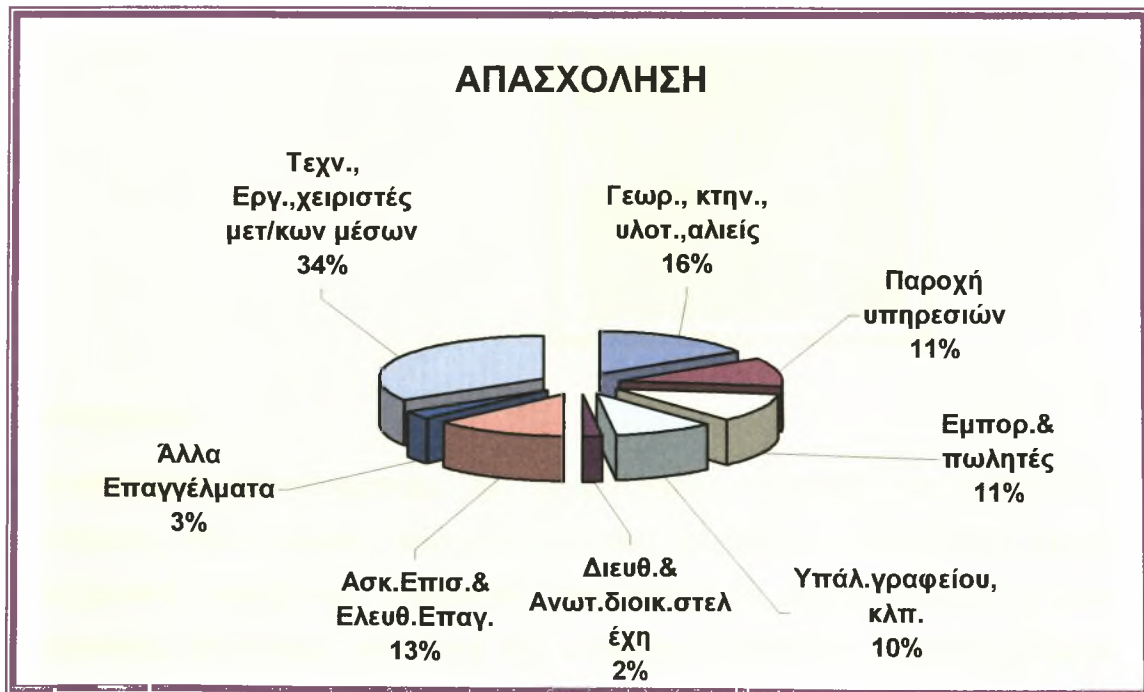 ΑΠΑΣΧΟΛΗΣΗ
Τεχν.,
Εργ.,χειριστές
μετ/κων μέσων
34%
Γεωρ., κτην.,
υλοτ.,αλιείς
16%
Παροχή
υπηρεσιών
11%
Εμπορ.&
πωλητές
11%
Υπάλ.γραφείου,
κλπ.
10%
Διευθ.&
Ανωτ.διοικ.στελ
έχη
2%
Ασκ.Επισ.&
Ελευθ.Επαγ.
13%
Άλλα
Επαγγέλματα
3%